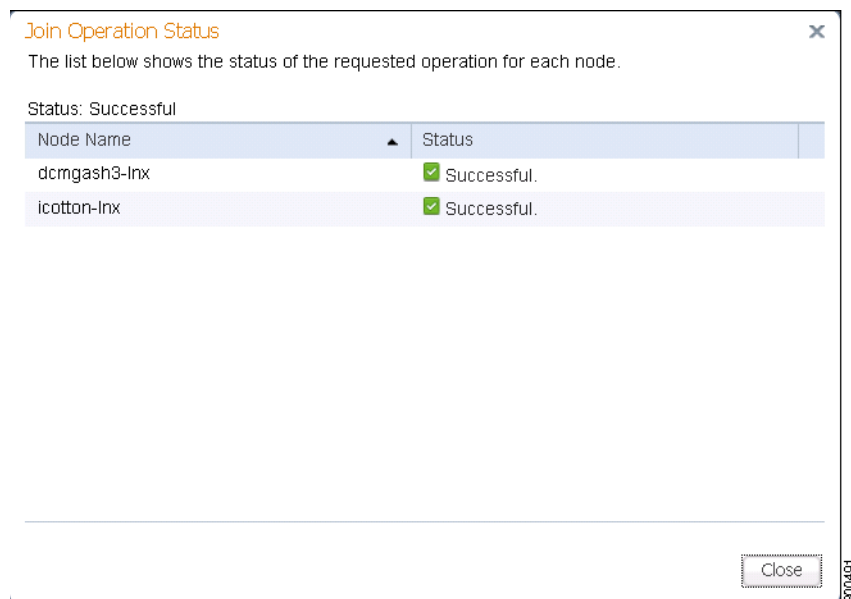 Join Operation Status
The list below shows the status of the requested operation for each node.
Status: Successful
Node Name Status
dcmgash3-lnx Successful.
icotton-lnx Successful.
Close